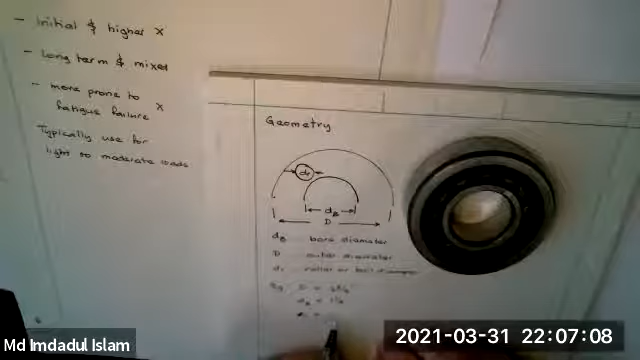 - Initial & higher X
- Long term & mixed
- more prone to X
fatigue failure
Typically use for
light to moderate loads
Geometry
dr
dB
D
dB bore diameter
D outer diameter
dr roller or ball diameter
Md Imdadul Islam
2021-03-31 22:07:08